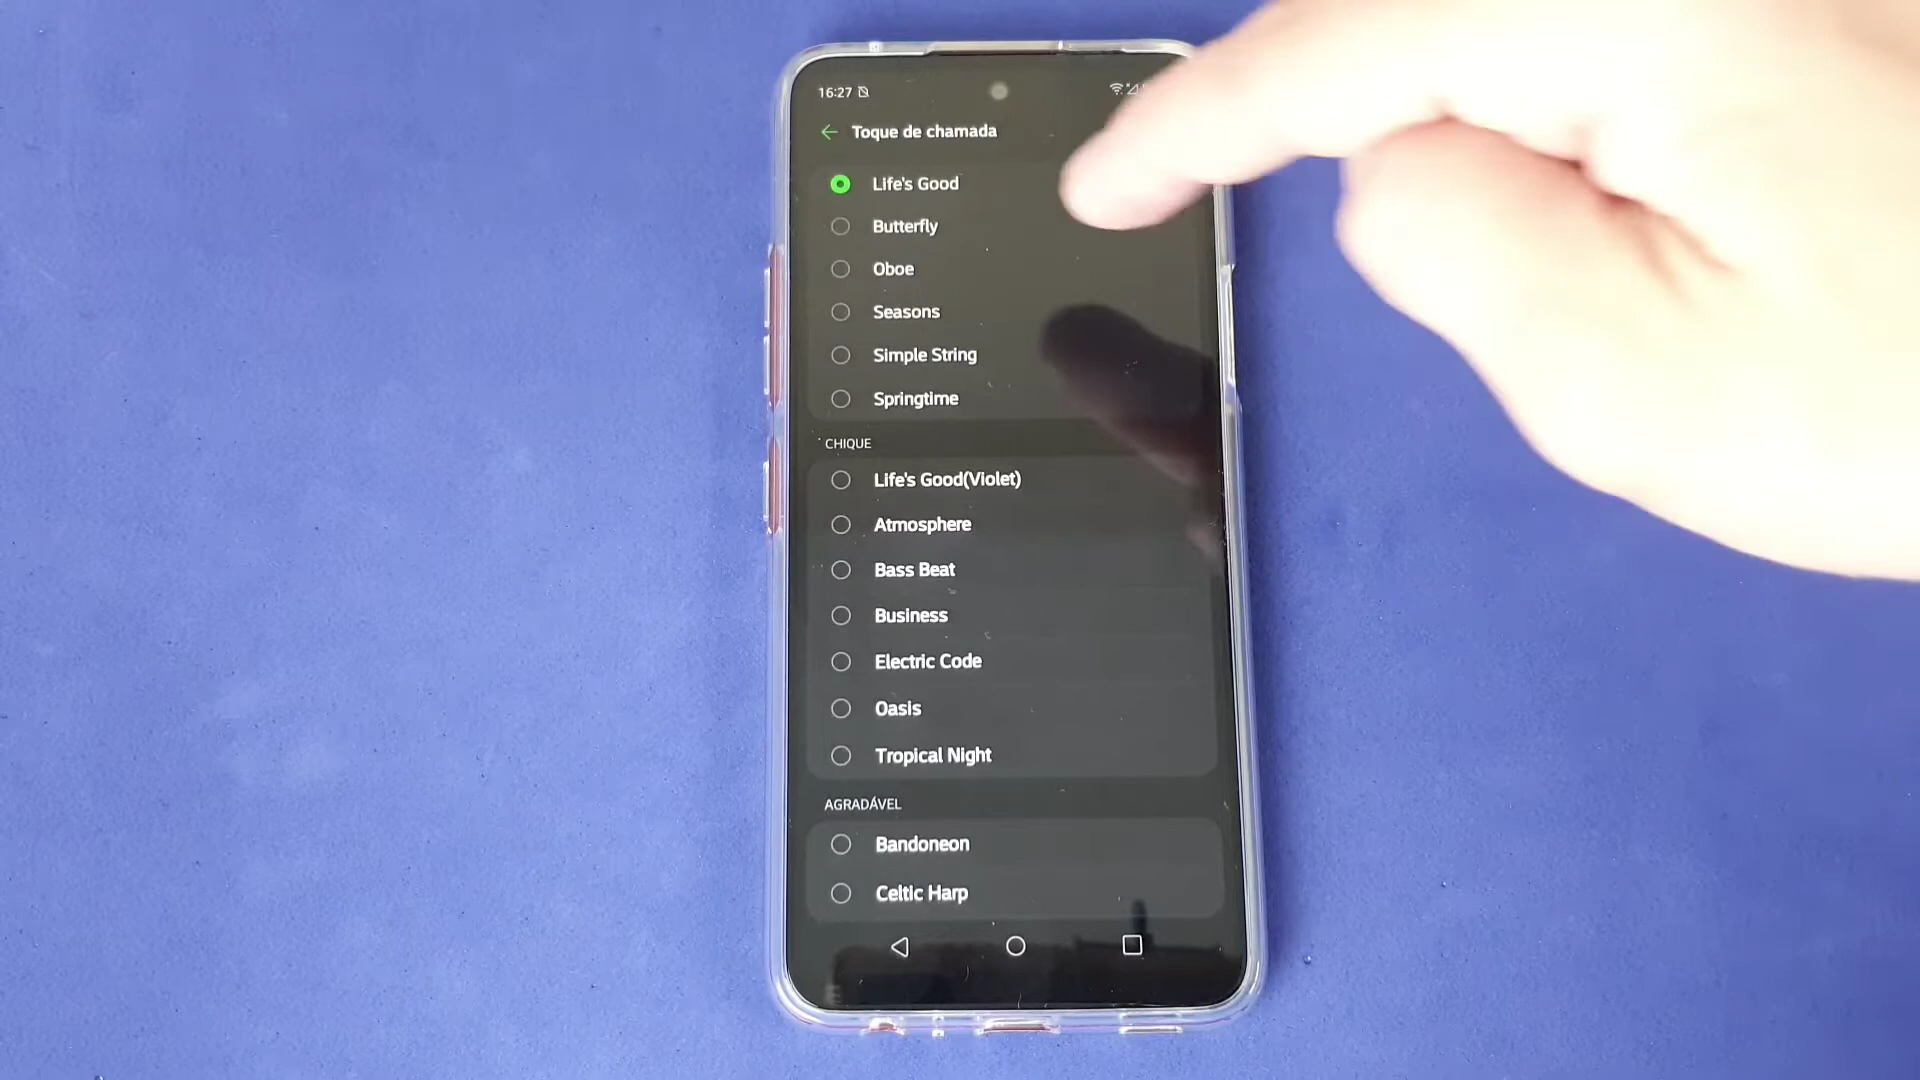 16:27
Toque de chamada
Life's Good
Butterfly
Oboe
Seasons
Simple String
Springtime
CHIQUE
Life's Good(Violet)
Atmosphere
Bass Beat
Business
Electric Code
Oasis
Tropical Night
AGRADÁVEL
Bandoneon
Celtic Harp